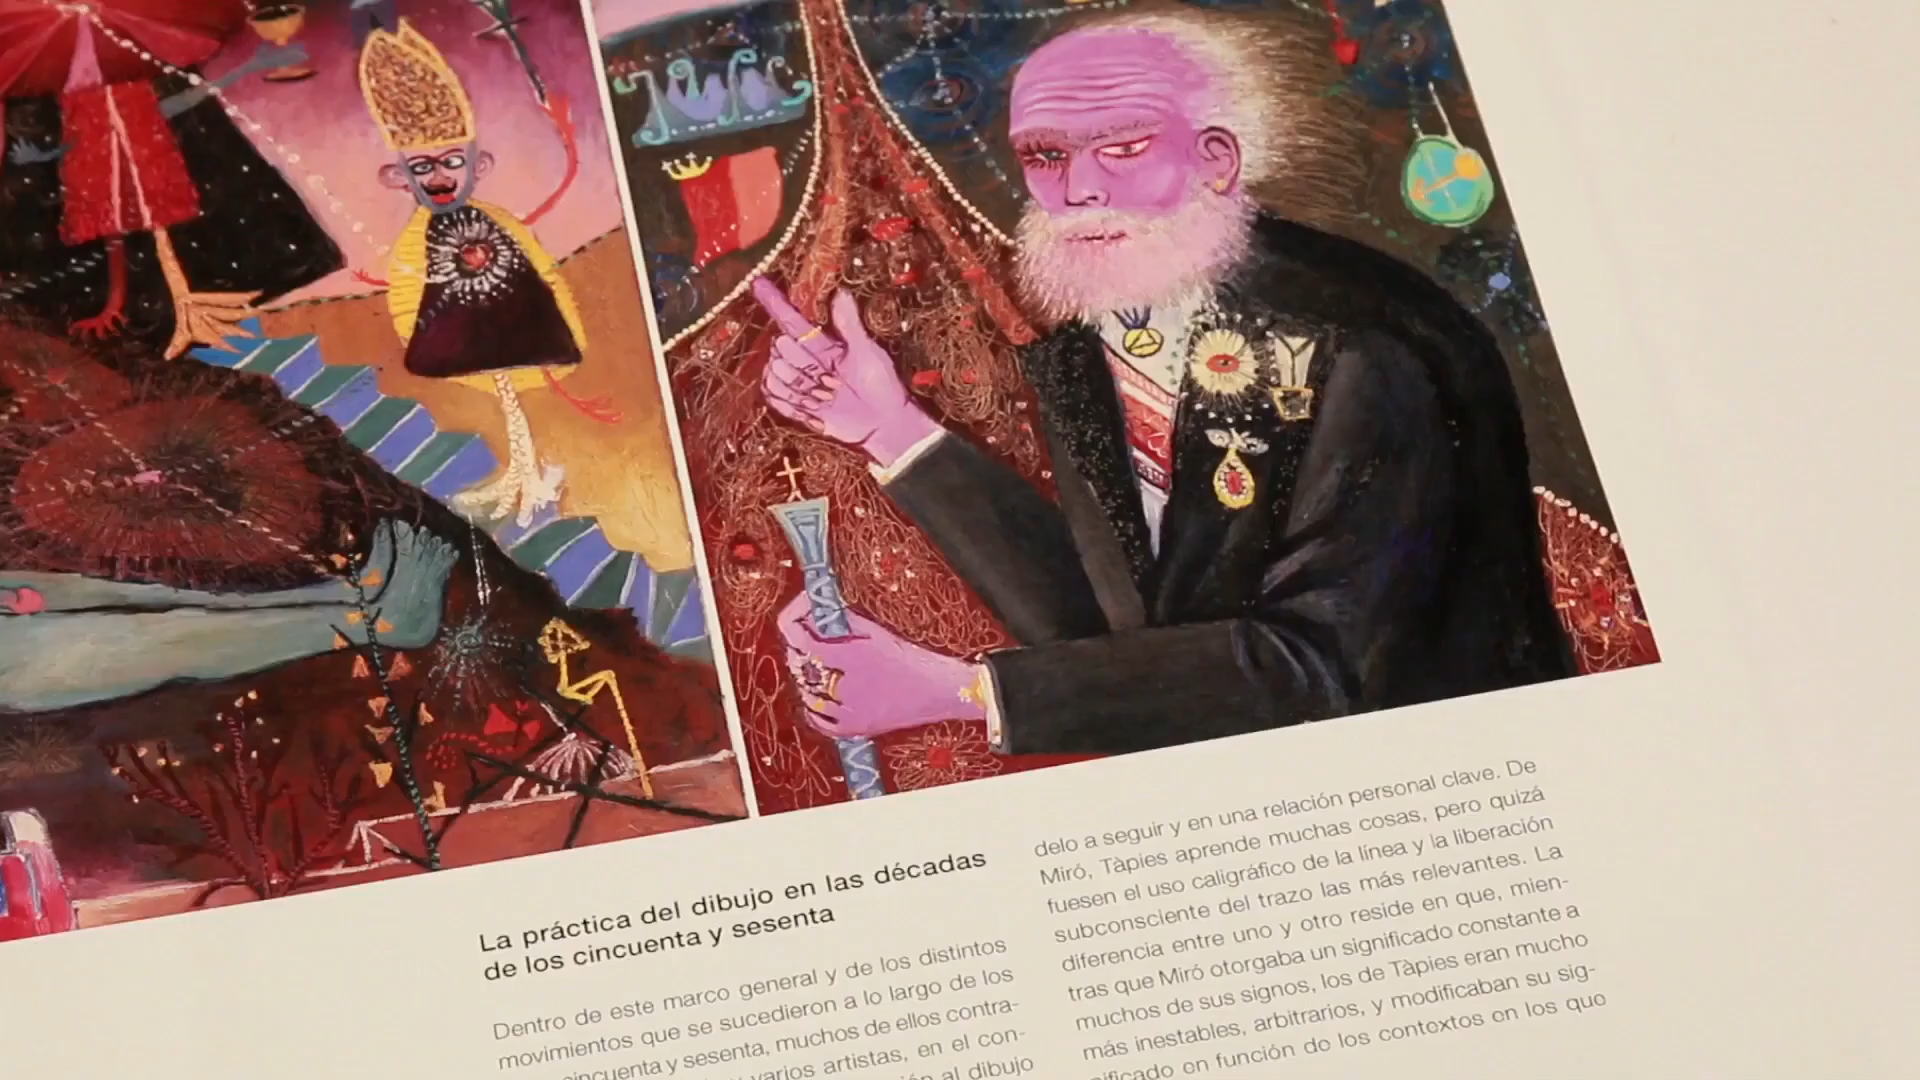 La práctica del dibujo en las décadas
de los cincuenta y sesenta
Dentro de este marco general y de los distintos
movimientos que se sucedieron a lo largo de los
cincuenta y sesenta, muchos de ellos contra-
varios artistas, en el con-
al dibujo
delo a seguir y en una relación personal clave. De
Miró, Tàpies aprende muchas cosas, pero quizá
fuesen el uso caligráfico de la línea y la liberación
subconsciente del trazo las más relevantes. La
diferencia entre uno y otro reside en que, mien-
tras que Miró otorgaba un significado constante a
muchos de sus signos, los de Tàpies eran mucho
más inestables, arbitrarios, y modificaban su sig-
nificado en función de los contextos en los que